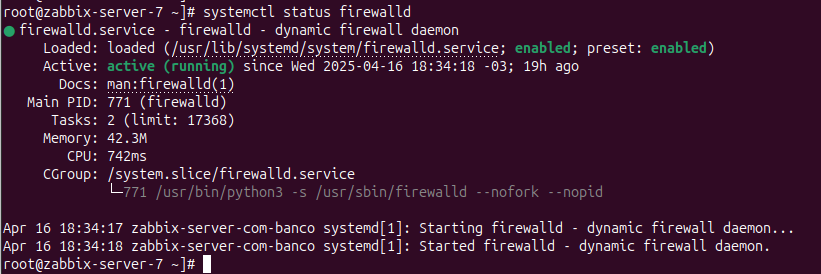 root@zabbix-server-7 ~]# systemctl status firewalld
● firewalld.service - firewalld - dynamic firewall daemon
Loaded: loaded (/usr/lib/systemd/system/firewalld.service; enabled; preset: enabled)
Active: active (running) since Wed 2025-04-16 18:34:18 -03; 19h ago
Docs: man:firewalld(1)
Main PID: 771 (firewalld)
Tasks: 2 (limit: 17368)
Memory: 42.3M
CPU: 742ms
CGroup: /system.slice/firewalld.service
└─771 /usr/bin/python3 -s /usr/sbin/firewalld --nofork --nopid
Apr 16 18:34:17 zabbix-server-com-banco systemd[1]: Starting firewalld - dynamic firewall daemon...
Apr 16 18:34:18 zabbix-server-com-banco systemd[1]: Started firewalld - dynamic firewall daemon.
root@zabbix-server-7 ~]#